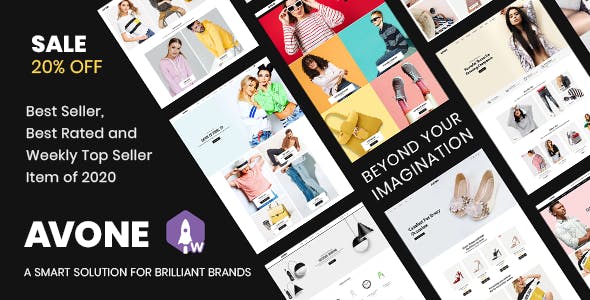 SALE
20% OFF
Best Seller,
Best Rated and
Weekly Top Seller
Item of 2020
AVONE
W
A SMART SOLUTION FOR BRILLIANT BRANDS
BEYOND YOUR
IMAGINATION